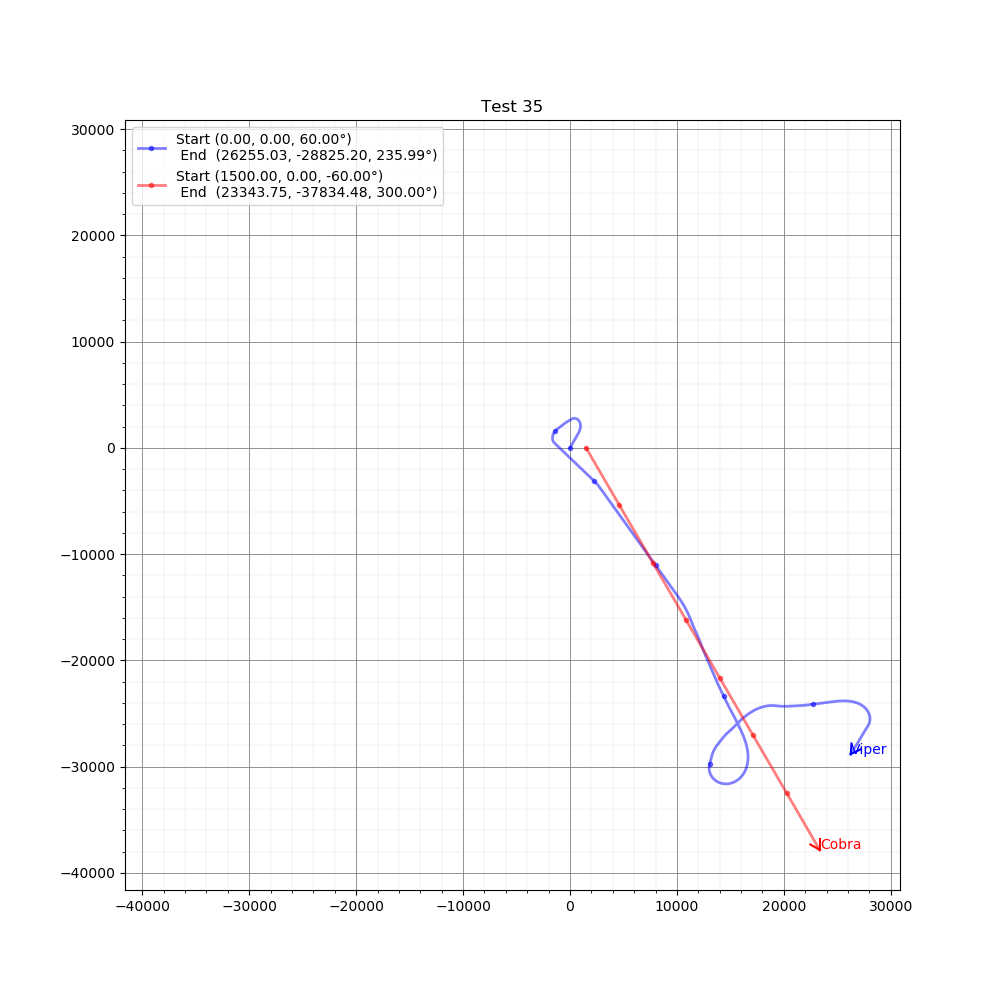 Test 35
Start (0.00, 0.00, 60.00°)
End (26255.03, -28825.20, 235.99°)
Start (1500.00, 0.00, -60.00°)
End (23343.75, -37834.48, 300.00°)
30000
20000
10000
0
−10000
−20000
−30000
−40000
Viper
Cobra
−40000 −30000 −20000 −10000 0 10000 20000 30000